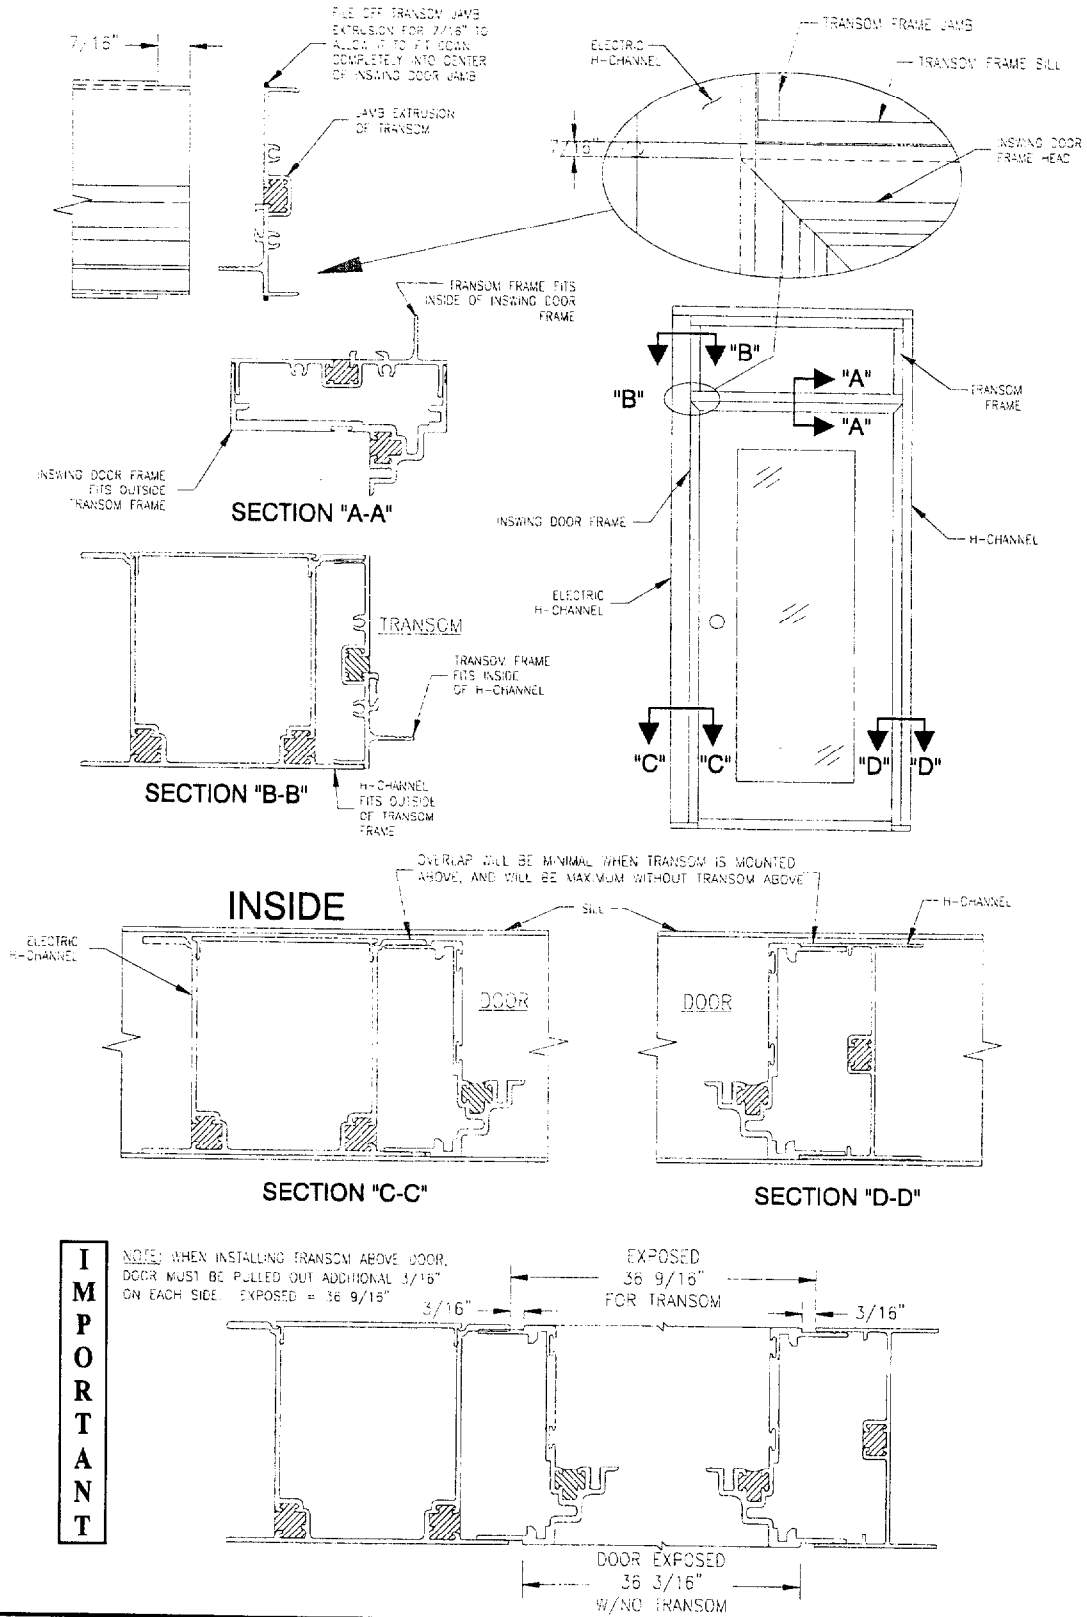 7/16"
FILE OFF TRANSOM JAMB
EXTRUSION FOR 7/16" TO
ALLOW IT TO FIT DOWN
COMPLETELY INTO CENTER
OF INSWING DOOR JAMB
JAMB EXTRUSION
OF TRANSOM
ELECTRIC
H-CHANNEL
TRANSOM FRAME JAMB
TRANSOM FRAME SILL
7/16"
INSWING DOOR
FRAME HEAD
TRANSOM FRAME FITS
INSIDE OF INSWING DOOR
FRAME
INSWING DOOR FRAME
FITS OUTSIDE
TRANSOM FRAME
SECTION "A-A"
"B"
"B"
"A"
"A"
TRANSOM
FRAME
INSWING DOOR FRAME
H-CHANNEL
ELECTRIC
H-CHANNEL
"C"
"C"
"D"
"D"
TRANSOM
TRANSOM FRAME
FITS INSIDE
OF H-CHANNEL
SECTION "B-B"
H-CHANNEL
FITS OUTSIDE
OF TRANSOM
FRAME
OVERLAP WILL BE MINIMAL WHEN TRANSOM IS MOUNTED
ABOVE, AND WILL BE MAXIMUM WITHOUT TRANSOM ABOVE
INSIDE
SILL
H-CHANNEL
ELECTRIC
H-CHANNEL
DOOR
DOOR
SECTION "C-C"
SECTION "D-D"
IMPORTANT
NOTE: WHEN INSTALLING TRANSOM ABOVE DOOR,
DOOR MUST BE PULLED OUT ADDITIONAL 3/16"
ON EACH SIDE. EXPOSED = 36 9/16"
EXPOSED
36 9/16"
FOR TRANSOM
3/16"
3/16"
DOOR EXPOSED
36 3/16"
W/NO TRANSOM